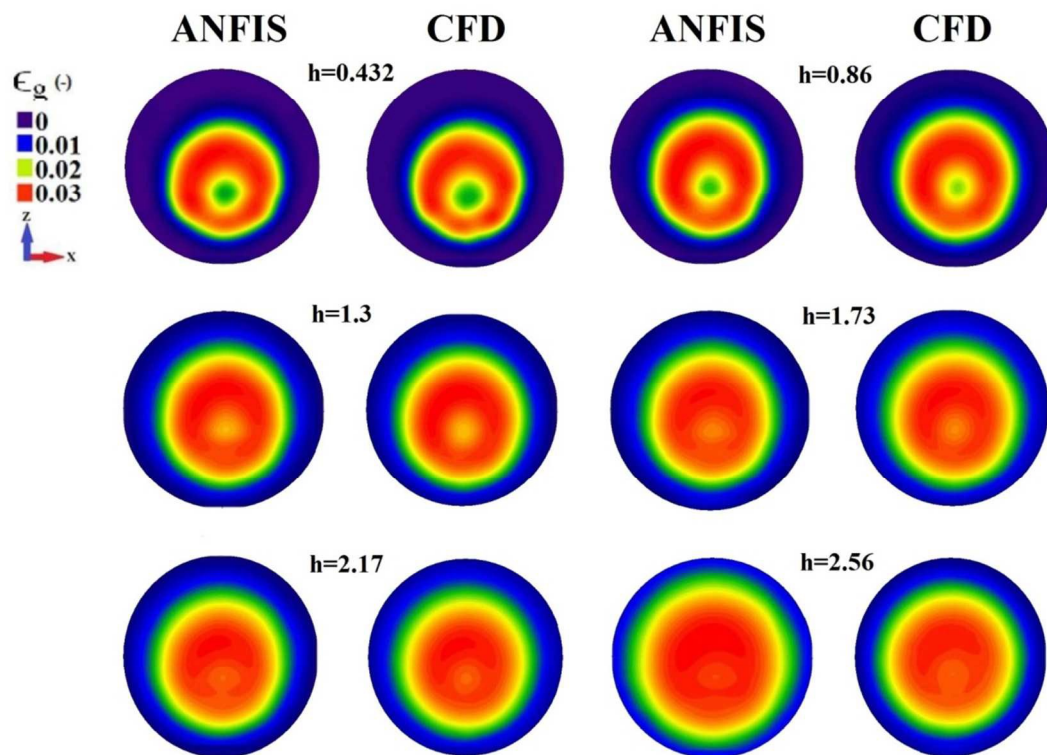 ANFIS CFD ANFIS CFD
h=0.432 h=0.86
ϵg (-)
0
0.01
0.02
0.03
z
x
h=1.3 h=1.73
h=2.17 h=2.56